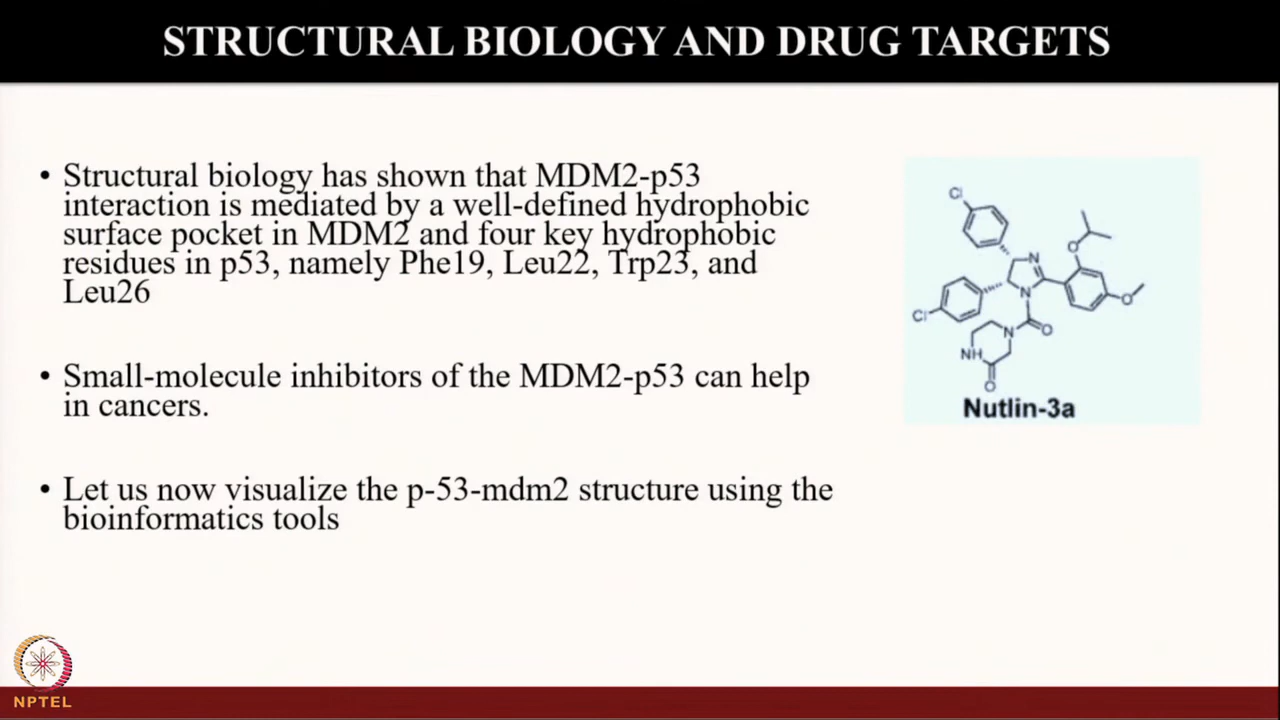 STRUCTURAL BIOLOGY AND DRUG TARGETS
• Structural biology has shown that MDM2-p53
interaction is mediated by a well-defined hydrophobic
surface pocket in MDM2 and four key hydrophobic
residues in p53, namely Phe19, Leu22, Trp23, and
Leu26
• Small-molecule inhibitors of the MDM2-p53 can help
in cancers.
• Let us now visualize the p-53-mdm2 structure using the
bioinformatics tools
Cl
O
N
Cl
N
O
N
O
NH
O
Nutlin-3a
NPTEL